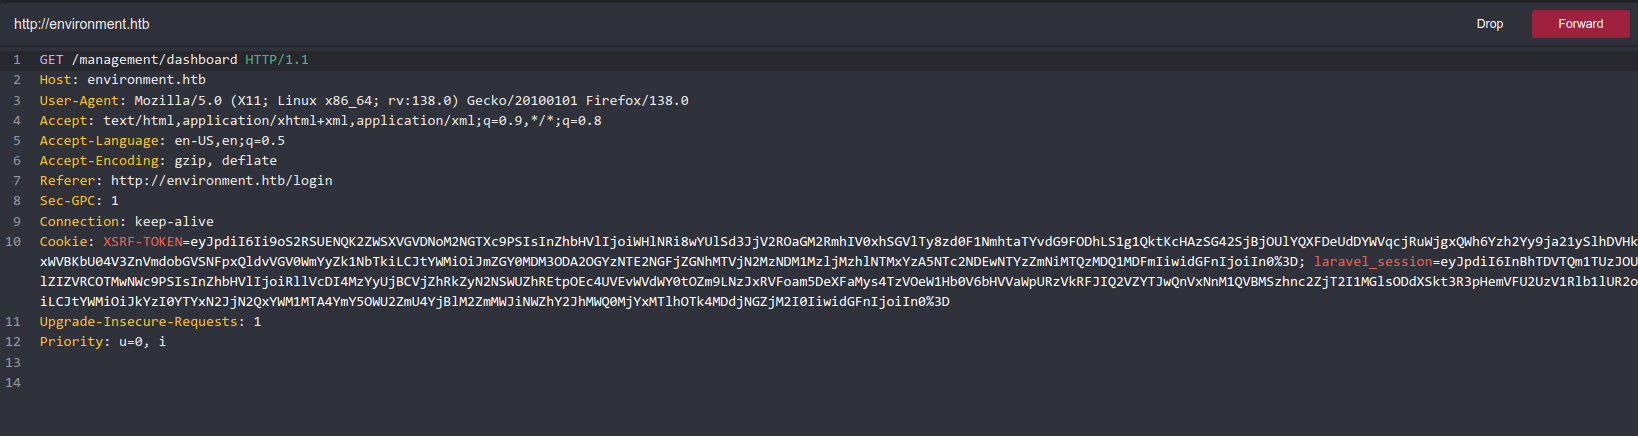 http://environment.htb
Drop
Forward
1 GET /management/dashboard HTTP/1.1
2 Host: environment.htb
3 User-Agent: Mozilla/5.0 (X11; Linux x86_64; rv:138.0) Gecko/20100101 Firefox/138.0
4 Accept: text/html,application/xhtml+xml,application/xml;q=0.9,*/*;q=0.8
5 Accept-Language: en-US,en;q=0.5
6 Accept-Encoding: gzip, deflate
7 Referer: http://environment.htb/login
8 Sec-GPC: 1
9 Connection: keep-alive
10 Cookie: XSRF-TOKEN=eyJpdiI6Ii9oS2RSUENQK2ZWSXVGVDNoM2NGTXc9PSIsInZhbHVlIjoiWHlNRi8wYUlSd3JjV2ROaGM2RmhIV0xhSGVlTy8zd0F1NmhtaTYvdG9FODhLS1g1QktKcHAzSG42SjBjOUlYQXFDeUdDYWVqcjRuWjgxQWh6Yzh2Yy9ja21ySlhDVHk
xWVBKbU04V3ZnVmdobGVSNFpxQldvVGV0WmYyZk1NbTkiLCJtYWMiOiJmZGY0MDM3ODA2OGYzNTE2NGFjZGNhMTVjN2MzNDM1MzljMzhlNTMxYzA5NTc2NDEwNTYzZmNiMTQzMDQ1MDFmIiwidGFnIjoiIn0%3D; laravel_session=eyJpdiI6InBhTDVTQm1TUzJOU
lZIZVRCOTMwNWc9PSIsInZhbHVlIjoiRllVcDI4MzYyUjBCVjZhRkZyN2NSWUZhREtpOEc4UVEvWVdWY0tOZm9LNzJxRVFoam5DeXFaMys4TzVOeW1Hb0V6bHVVaWpURzVkRFJIQ2VZYTJwQnVxNnM1QVBMSzhnc2ZjT2I1MGlsODdXSkt3R3pHemVFU2UzV1Rlb1lUR2o
iLCJtYWMiOiJkYzI0YTYxN2JjN2QxYWM1MTA4YmY5OWU2ZmU4YjBlM2ZmMWJiNWZhY2JhMWQ0MjYxMTlhOTk4MDdjNGZjM2I0IiwidGFnIjoiIn0%3D
11 Upgrade-Insecure-Requests: 1
12 Priority: u=0, i
13
14